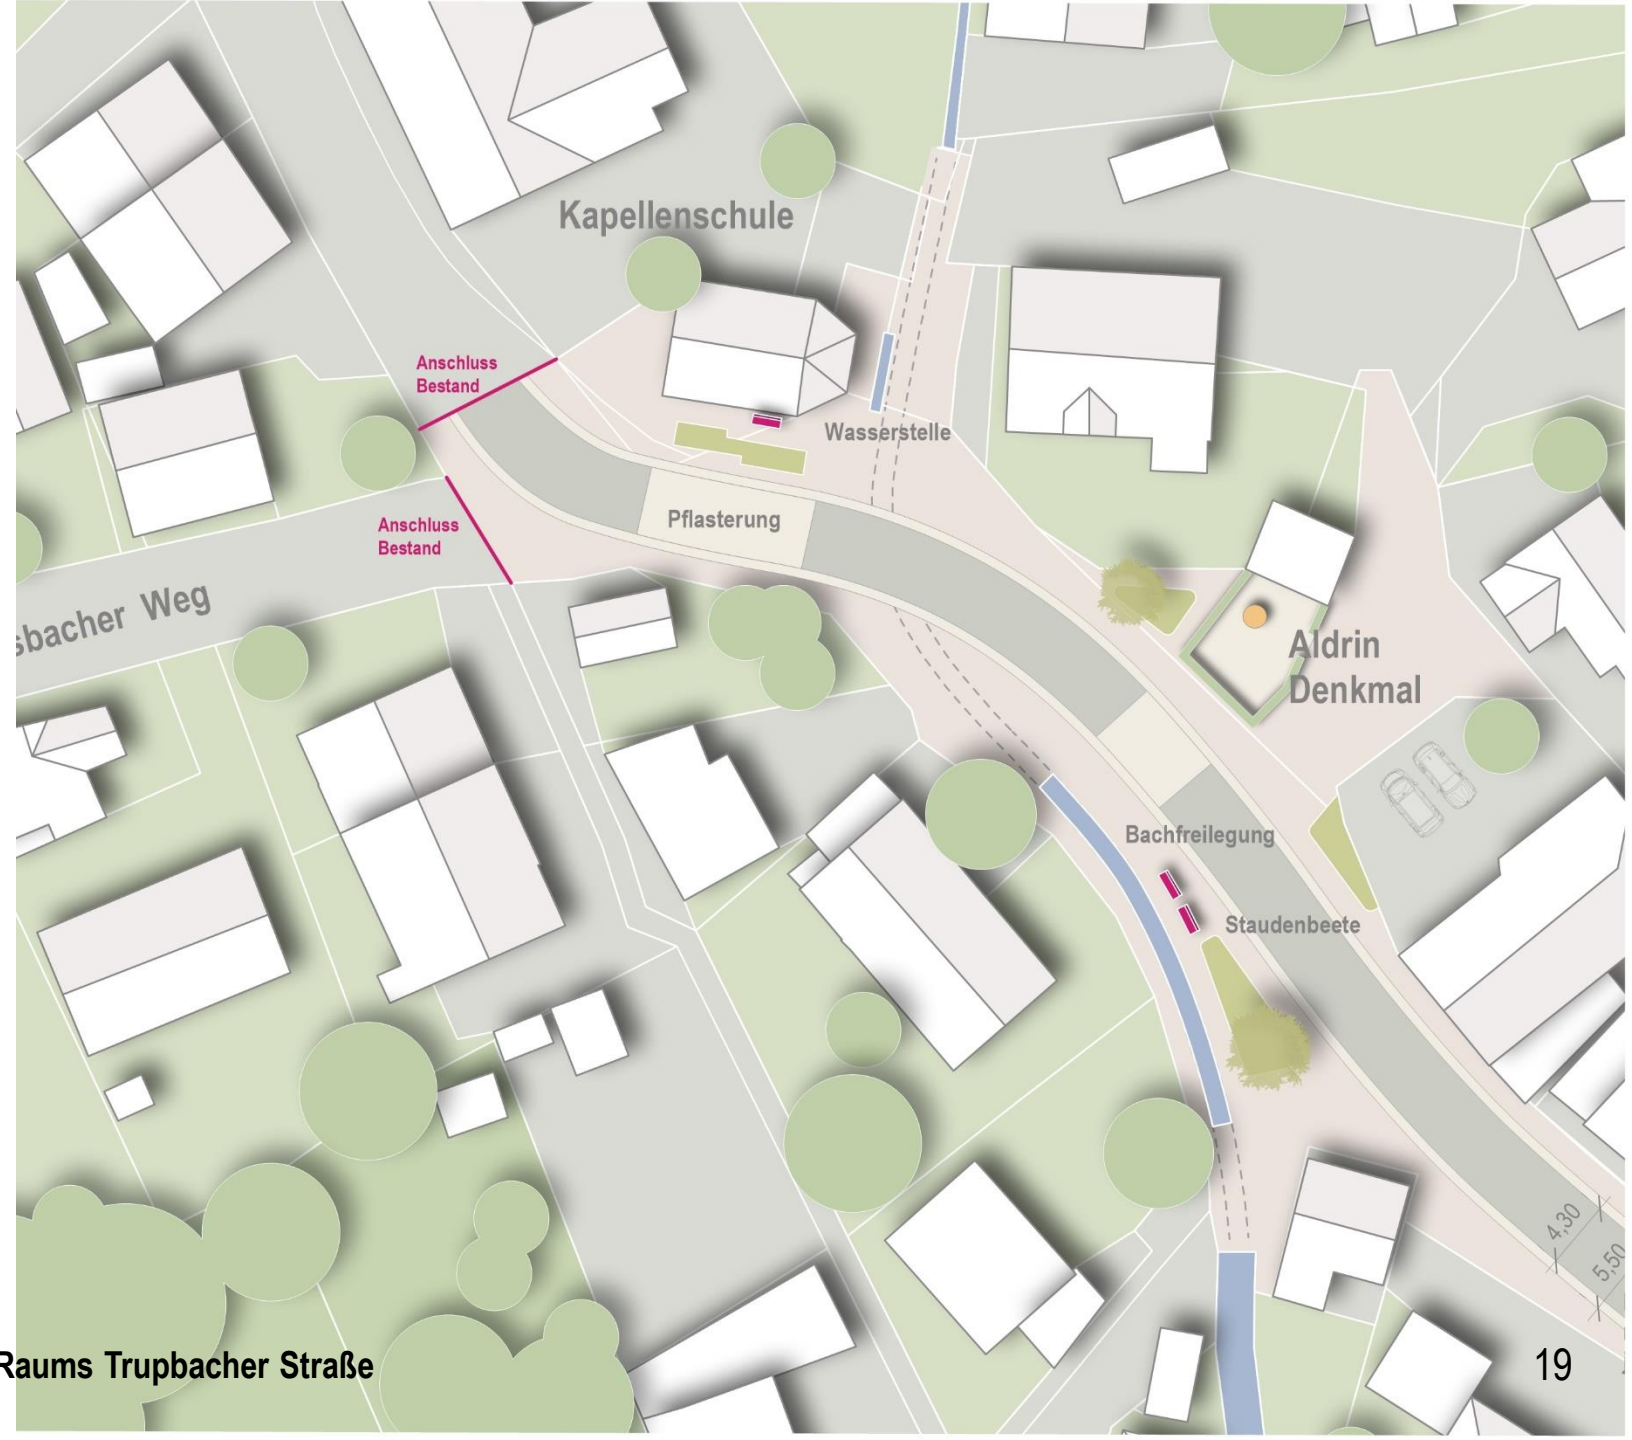 Kapellenschule
Anschluss
Bestand
Wasserstelle
Pflasterung
Anschluss
Bestand
sbacher Weg
Aldrin
Denkmal
Bachfreilegung
Staudenbeete
4,30
5,50
Raums Trupbacher Straße
19